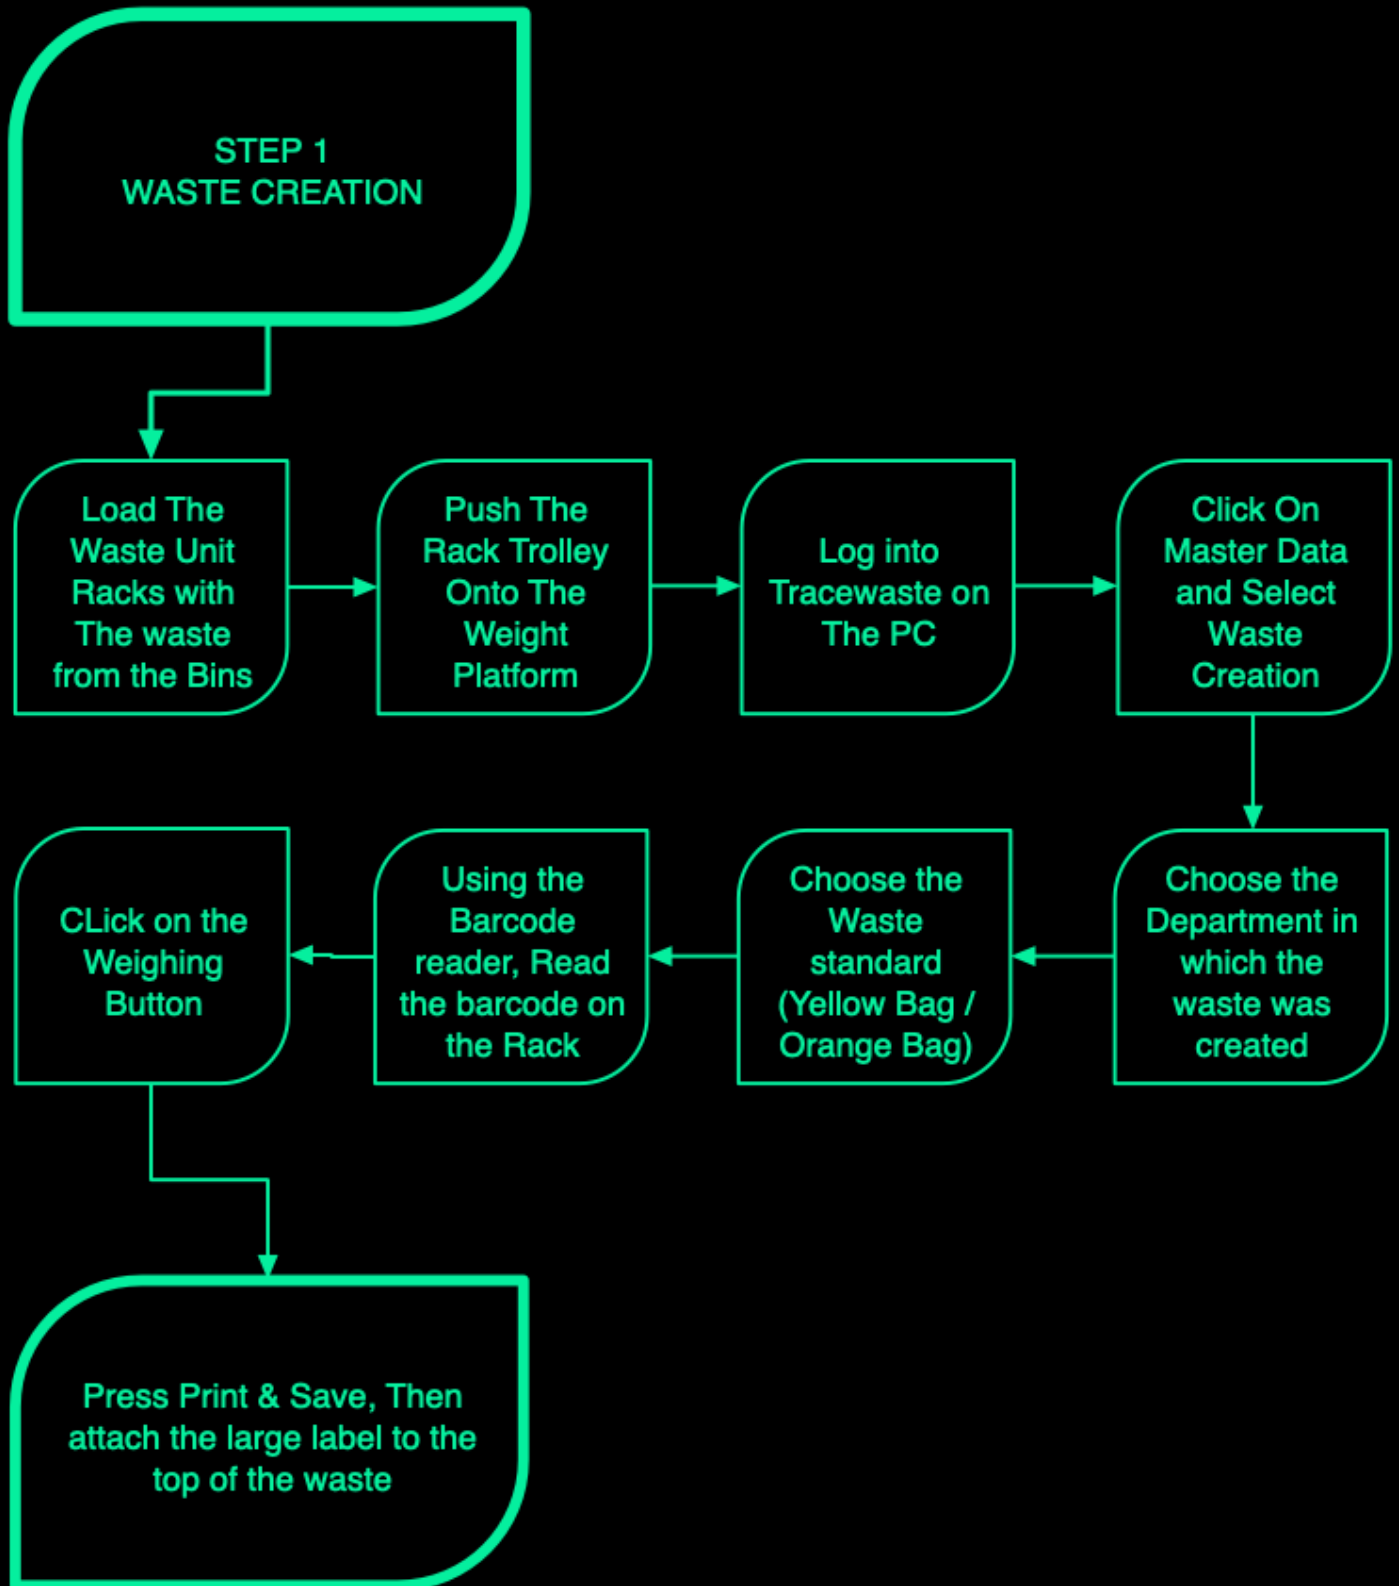 STEP 1
WASTE CREATION
Load The
Waste Unit
Racks with
The waste
from the Bins
Push The
Rack Trolley
Onto The
Weight
Platform
Log into
Tracewaste on
The PC
Click On
Master Data
and Select
Waste
Creation
Choose the
Department in
which the
waste was
created
Choose the
Waste
standard
(Yellow Bag /
Orange Bag)
Using the
Barcode
reader, Read
the barcode on
the Rack
CLick on the
Weighing
Button
Press Print & Save, Then
attach the large label to the
top of the waste